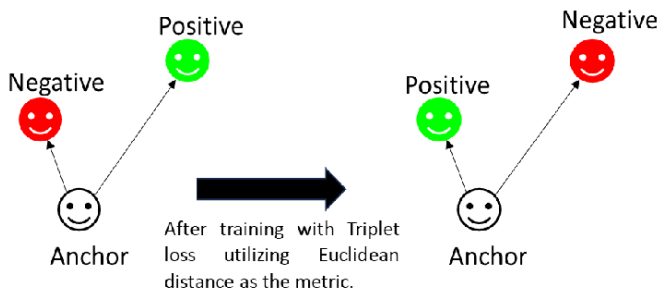 Positive
Negative
Anchor
After training with Triplet
loss utilizing Euclidean
distance as the metric.
Negative
Positive
Anchor